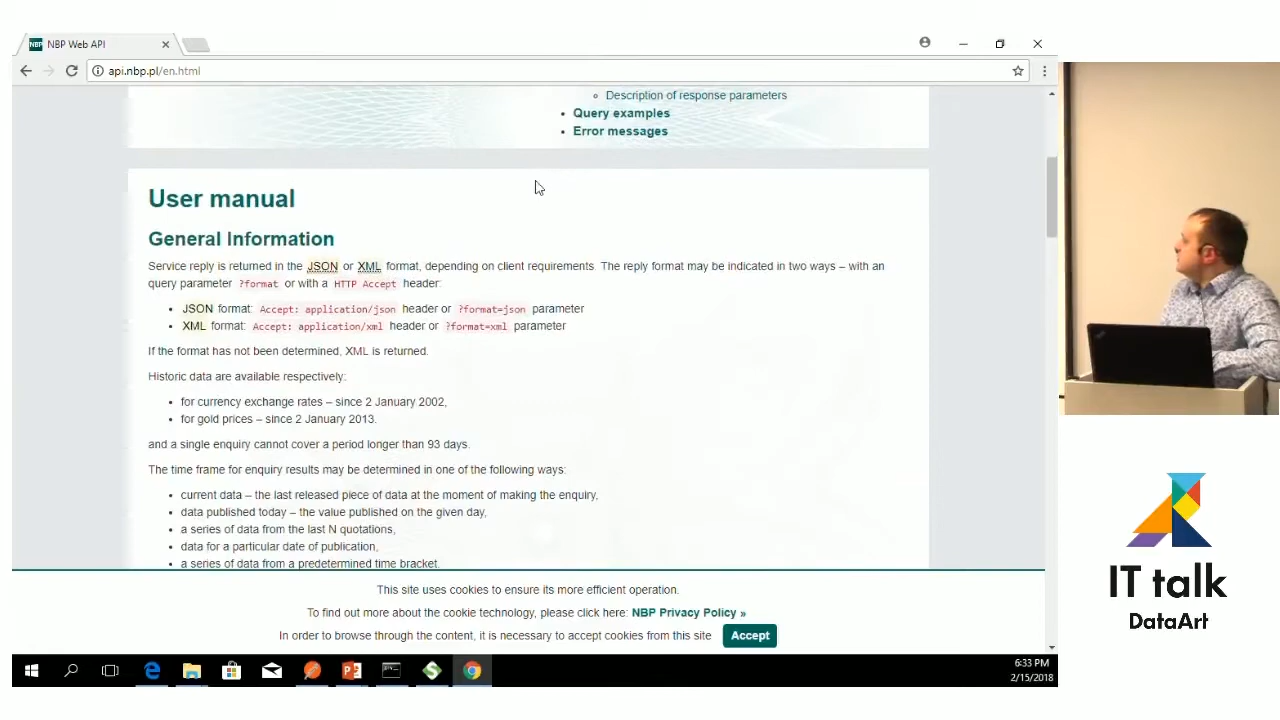 NBP Web API
api.nbp.pl/en.html
Description of response parameters
Query examples
Error messages
User manual
General Information
Service reply is returned in the JSON or XML format, depending on client requirements. The reply format may be indicated in two ways – with an
query parameter ?format or with a HTTP Accept header:
JSON format: Accept: application/json header or ?format=json parameter
XML format: Accept: application/xml header or ?format=xml parameter
If the format has not been determined, XML is returned.
Historic data are available respectively:
for currency exchange rates – since 2 January 2002,
for gold prices – since 2 January 2013.
and a single enquiry cannot cover a period longer than 93 days.
The time frame for enquiry results may be determined in one of the following ways:
current data – the last released piece of data at the moment of making the enquiry,
data published today – the value published on the given day,
a series of data from the last N quotations,
data for a particular date of publication,
a series of data from a predetermined time bracket.
This site uses cookies to ensure its more efficient operation.
To find out more about the cookie technology, please click here: NBP Privacy Policy »
In order to browse through the content, it is necessary to accept cookies from this site Accept
6:33 PM
2/15/2018
IT talk
DataArt